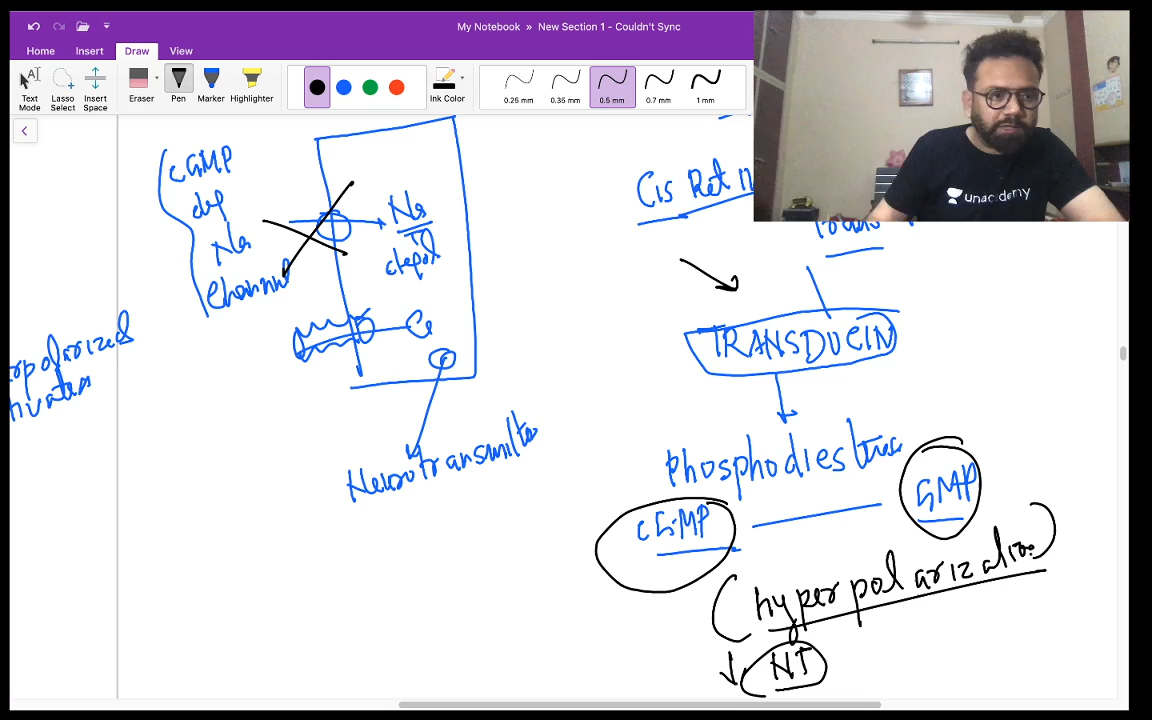 My Notebook » New Section 1 - Couldn't Sync
Home Insert Draw View
Text Mode
Lasso Select
Insert Space
Eraser
Pen
Marker
Highlighter
Ink Color
0.25 mm
0.35 mm
0.5 mm
0.7 mm
1 mm
unacademy
cGMP
dep
Na
Channel
Na
depol
Ca
Neurotransmitter
Cis Ret
TRANSDUCIN
phosphodiestrase
cGMP
GMP
(hyperpolarization)
↓ NT